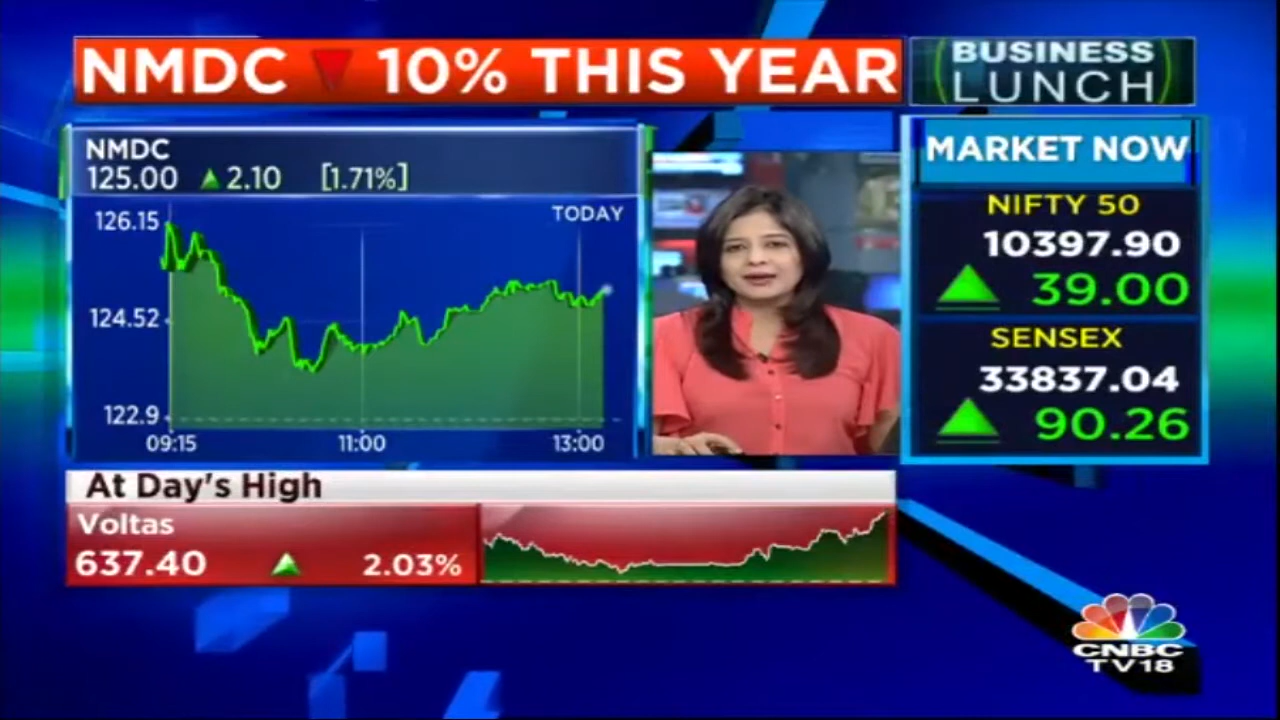 NMDC ▼ 10% THIS YEAR
BUSINESS
LUNCH
NMDC
125.00 ▲ 2.10 [1.71%]
TODAY
126.15
124.52
122.9
09:15 11:00 13:00
MARKET NOW
NIFTY 50
10397.90
▲ 39.00
SENSEX
33837.04
▲ 90.26
At Day's High
Voltas
637.40 ▲ 2.03%
CNBC
TV18